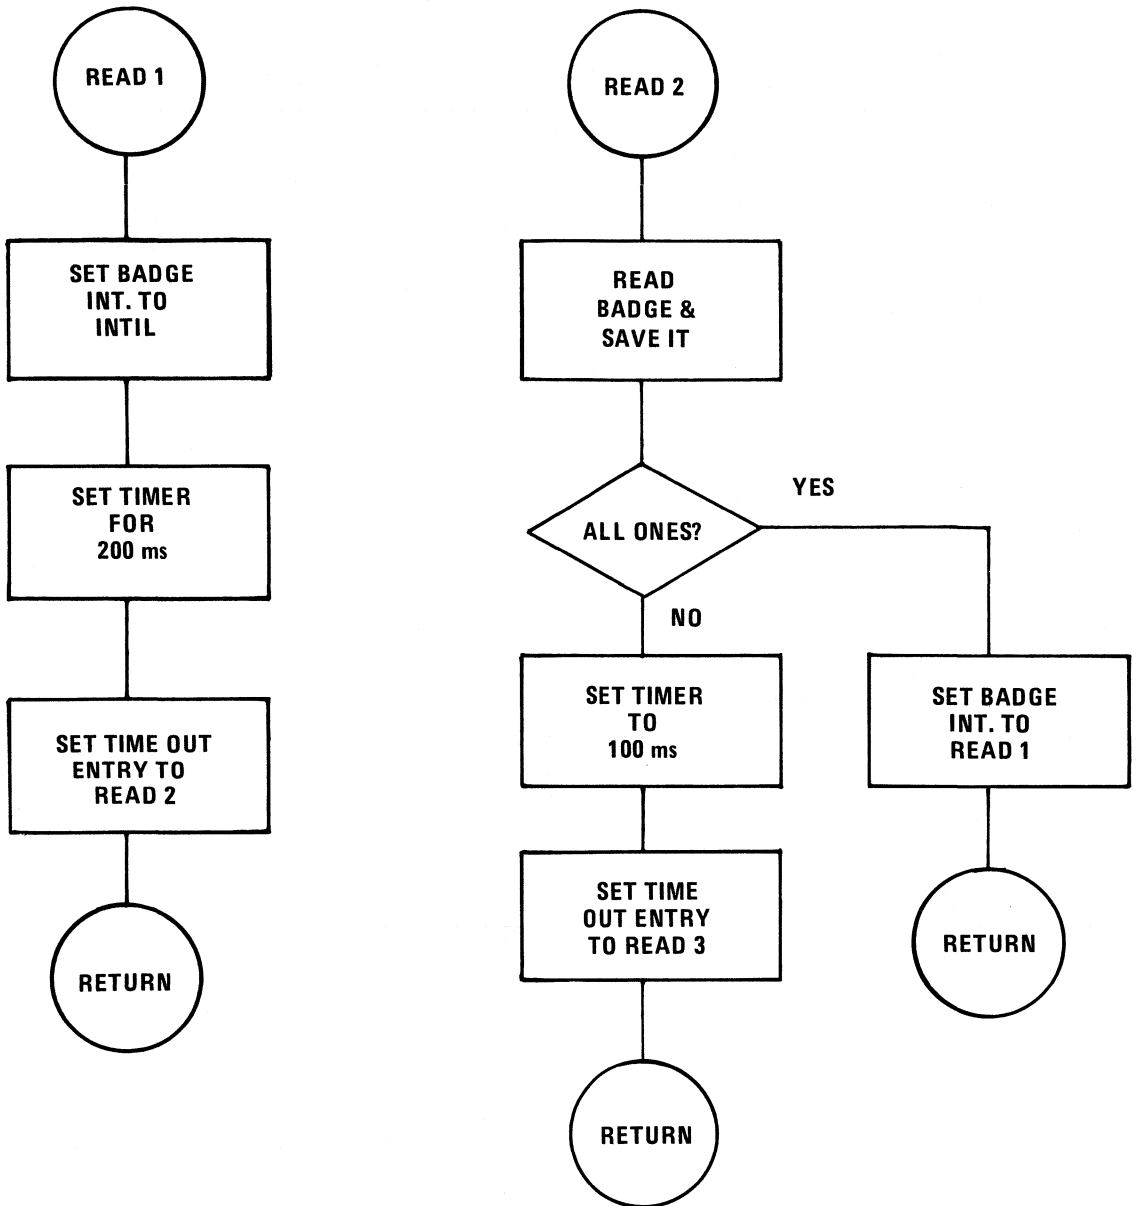 READ 1
SET BADGE
INT. TO
INTIL
SET TIMER
FOR
200 ms
SET TIME OUT
ENTRY TO
READ 2
RETURN
READ 2
READ
BADGE &
SAVE IT
ALL ONES?
YES
NO
SET TIMER
TO
100 ms
SET TIME
OUT ENTRY
TO READ 3
RETURN
SET BADGE
INT. TO
READ 1
RETURN